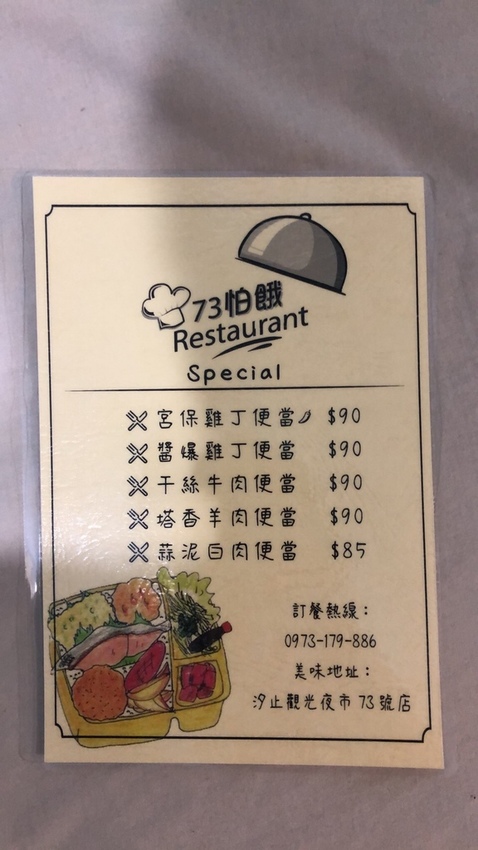 73怕餓
Restaurant
Special
宮保雞丁便當 $90
醬爆雞丁便當 $90
干絲牛肉便當 $90
塔香羊肉便當 $90
蒜泥白肉便當 $85
訂餐熱線：
0973-179-886
美味地址：
汐止觀光夜市 73 號店